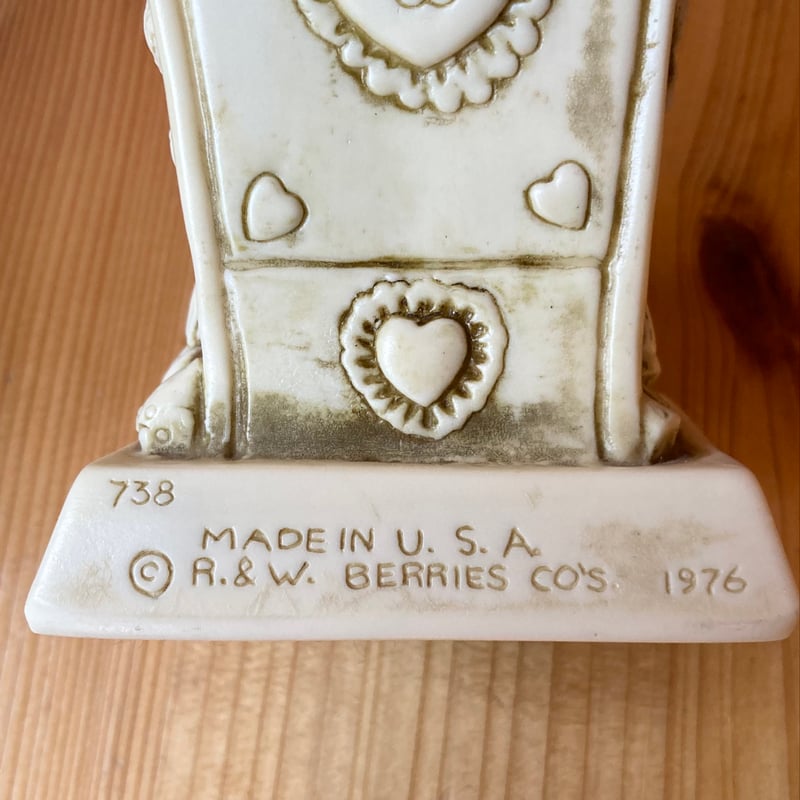 738
MADE IN U. S. A.
© R. & W. BERRIES CO'S. 1976